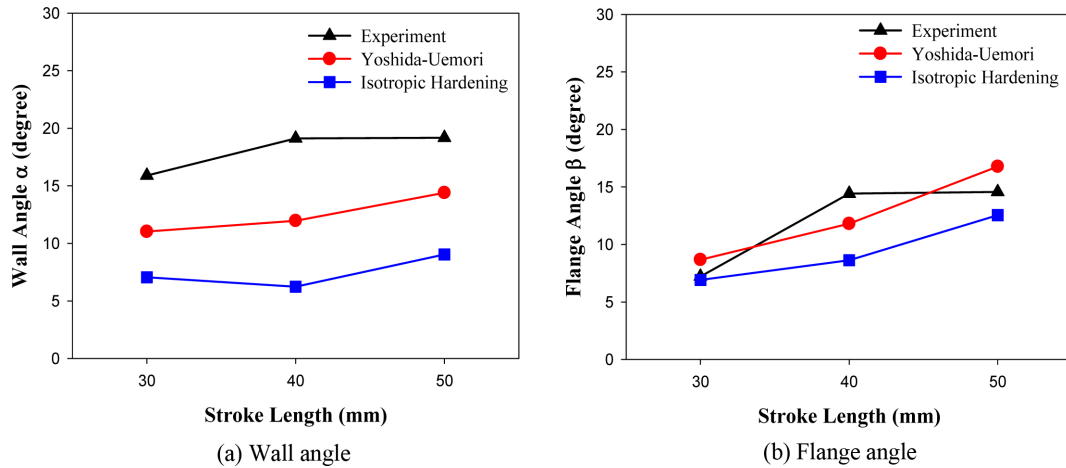 30
25
20
15
10
5
0
Wall Angle α (degree)
Experiment
Yoshida-Uemori
Isotropic Hardening
30 40 50
Stroke Length (mm)
(a) Wall angle
30
25
20
15
10
5
0
Flange Angle β (degree)
Experiment
Yoshida-Uemori
Isotropic Hardening
30 40 50
Stroke Length (mm)
(b) Flange angle